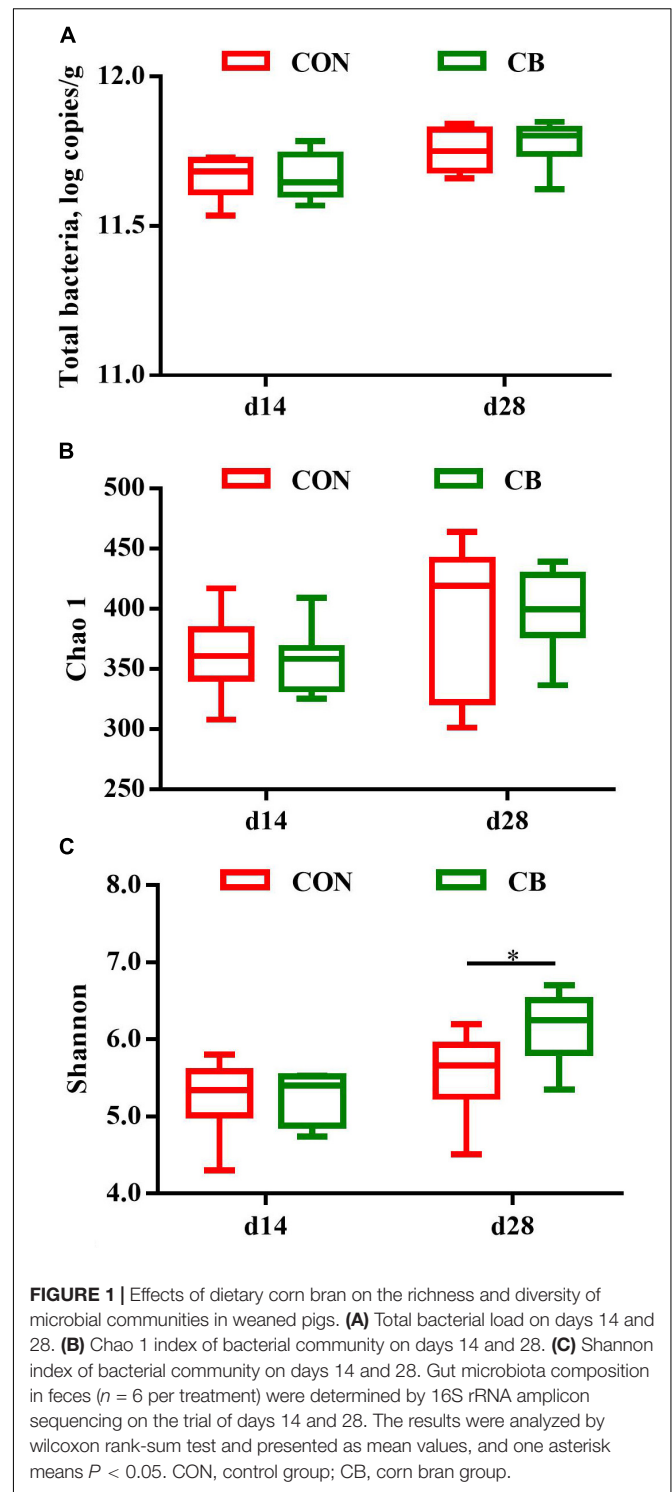 A
CON CB
Total bacteria, log copies/g
12.0
11.5
11.0
d14 d28
B
CON CB
Chao 1
500
450
400
350
300
250
d14 d28
C
CON CB
Shannon
8.0
7.0
6.0
5.0
4.0
*
d14 d28
FIGURE 1 | Effects of dietary corn bran on the richness and diversity of
microbial communities in weaned pigs. (A) Total bacterial load on days 14 and
28. (B) Chao 1 index of bacterial community on days 14 and 28. (C) Shannon
index of bacterial community on days 14 and 28. Gut microbiota composition
in feces (n = 6 per treatment) were determined by 16S rRNA amplicon
sequencing on the trial of days 14 and 28. The results were analyzed by
wilcoxon rank-sum test and presented as mean values, and one asterisk
means P < 0.05. CON, control group; CB, corn bran group.